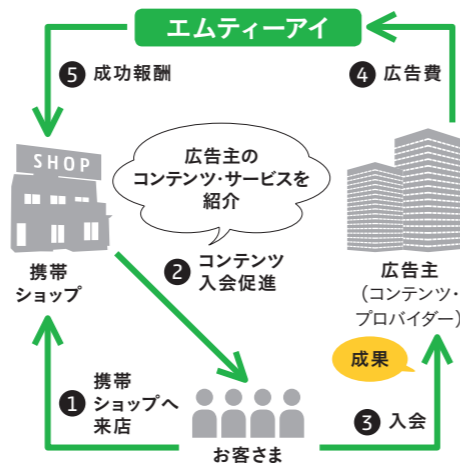 エムティーアイ
5 成功報酬
4 広告費
SHOP
広告主の
コンテンツ・サービスを
紹介
携帯
ショップ
2 コンテンツ
入会促進
広告主
（コンテンツ・
プロバイダー）
成果
1 携帯
ショップへ
来店
お客さま
3 入会